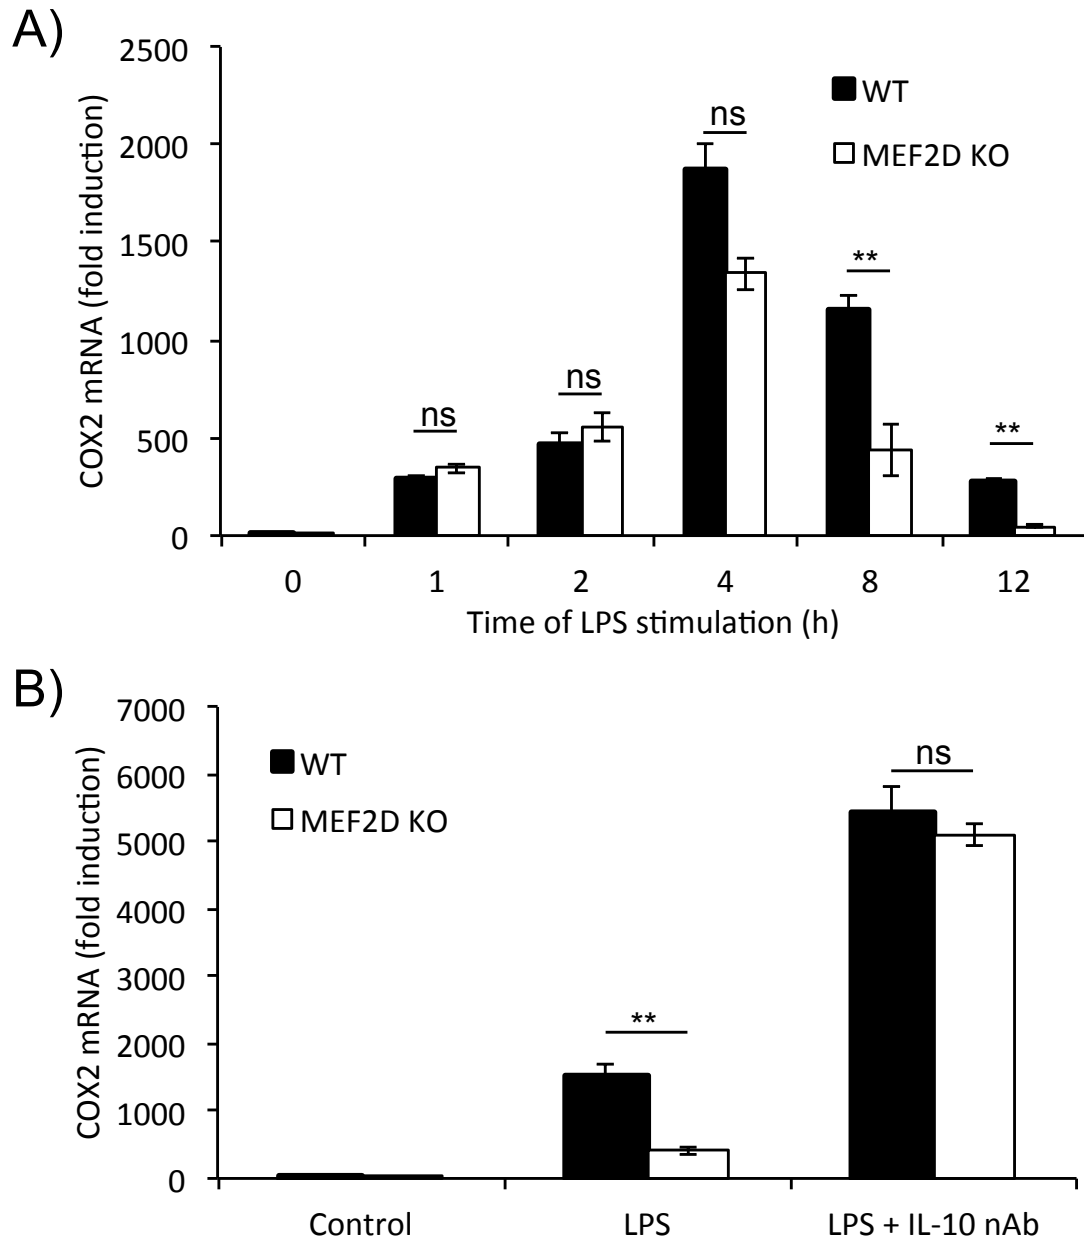 A)
COX2 mRNA (fold induction)
2500
2000
1500
1000
500
0
WT
MEF2D KO
ns
ns
ns
**
**
0 1 2 4 8 12
Time of LPS stimulation (h)
B)
COX2 mRNA (fold induction)
7000
6000
5000
4000
3000
2000
1000
0
WT
MEF2D KO
**
ns
Control LPS LPS + IL-10 nAb